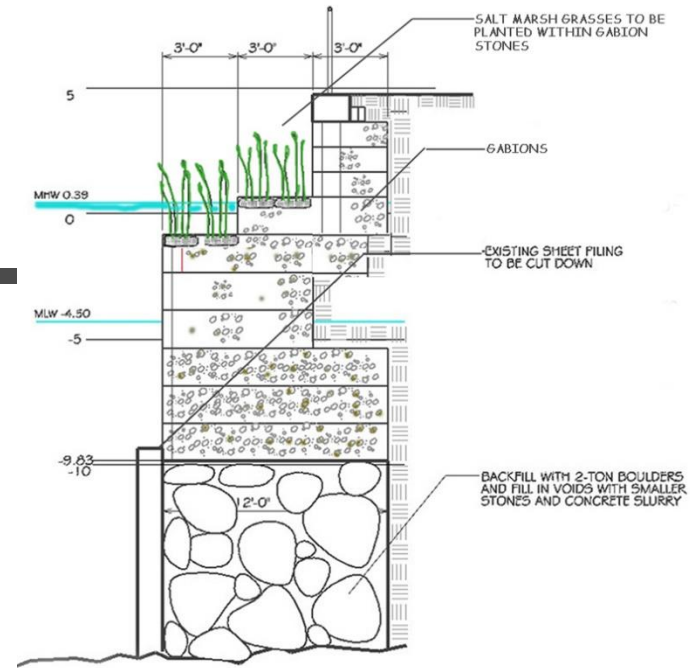 SALT MARSH GRASSES TO BE
PLANTED WITHIN GABION
STONES
3'-0" 3'-0" 3'-0"
5
GABIONS
MHW 0.39
0
EXISTING SHEET PILING
TO BE CUT DOWN
MLW -4.50
-5
-9.83
-10
BACKFILL WITH 2-TON BOULDERS
AND FILL IN VOIDS WITH SMALLER
STONES AND CONCRETE SLURRY
12'-0"